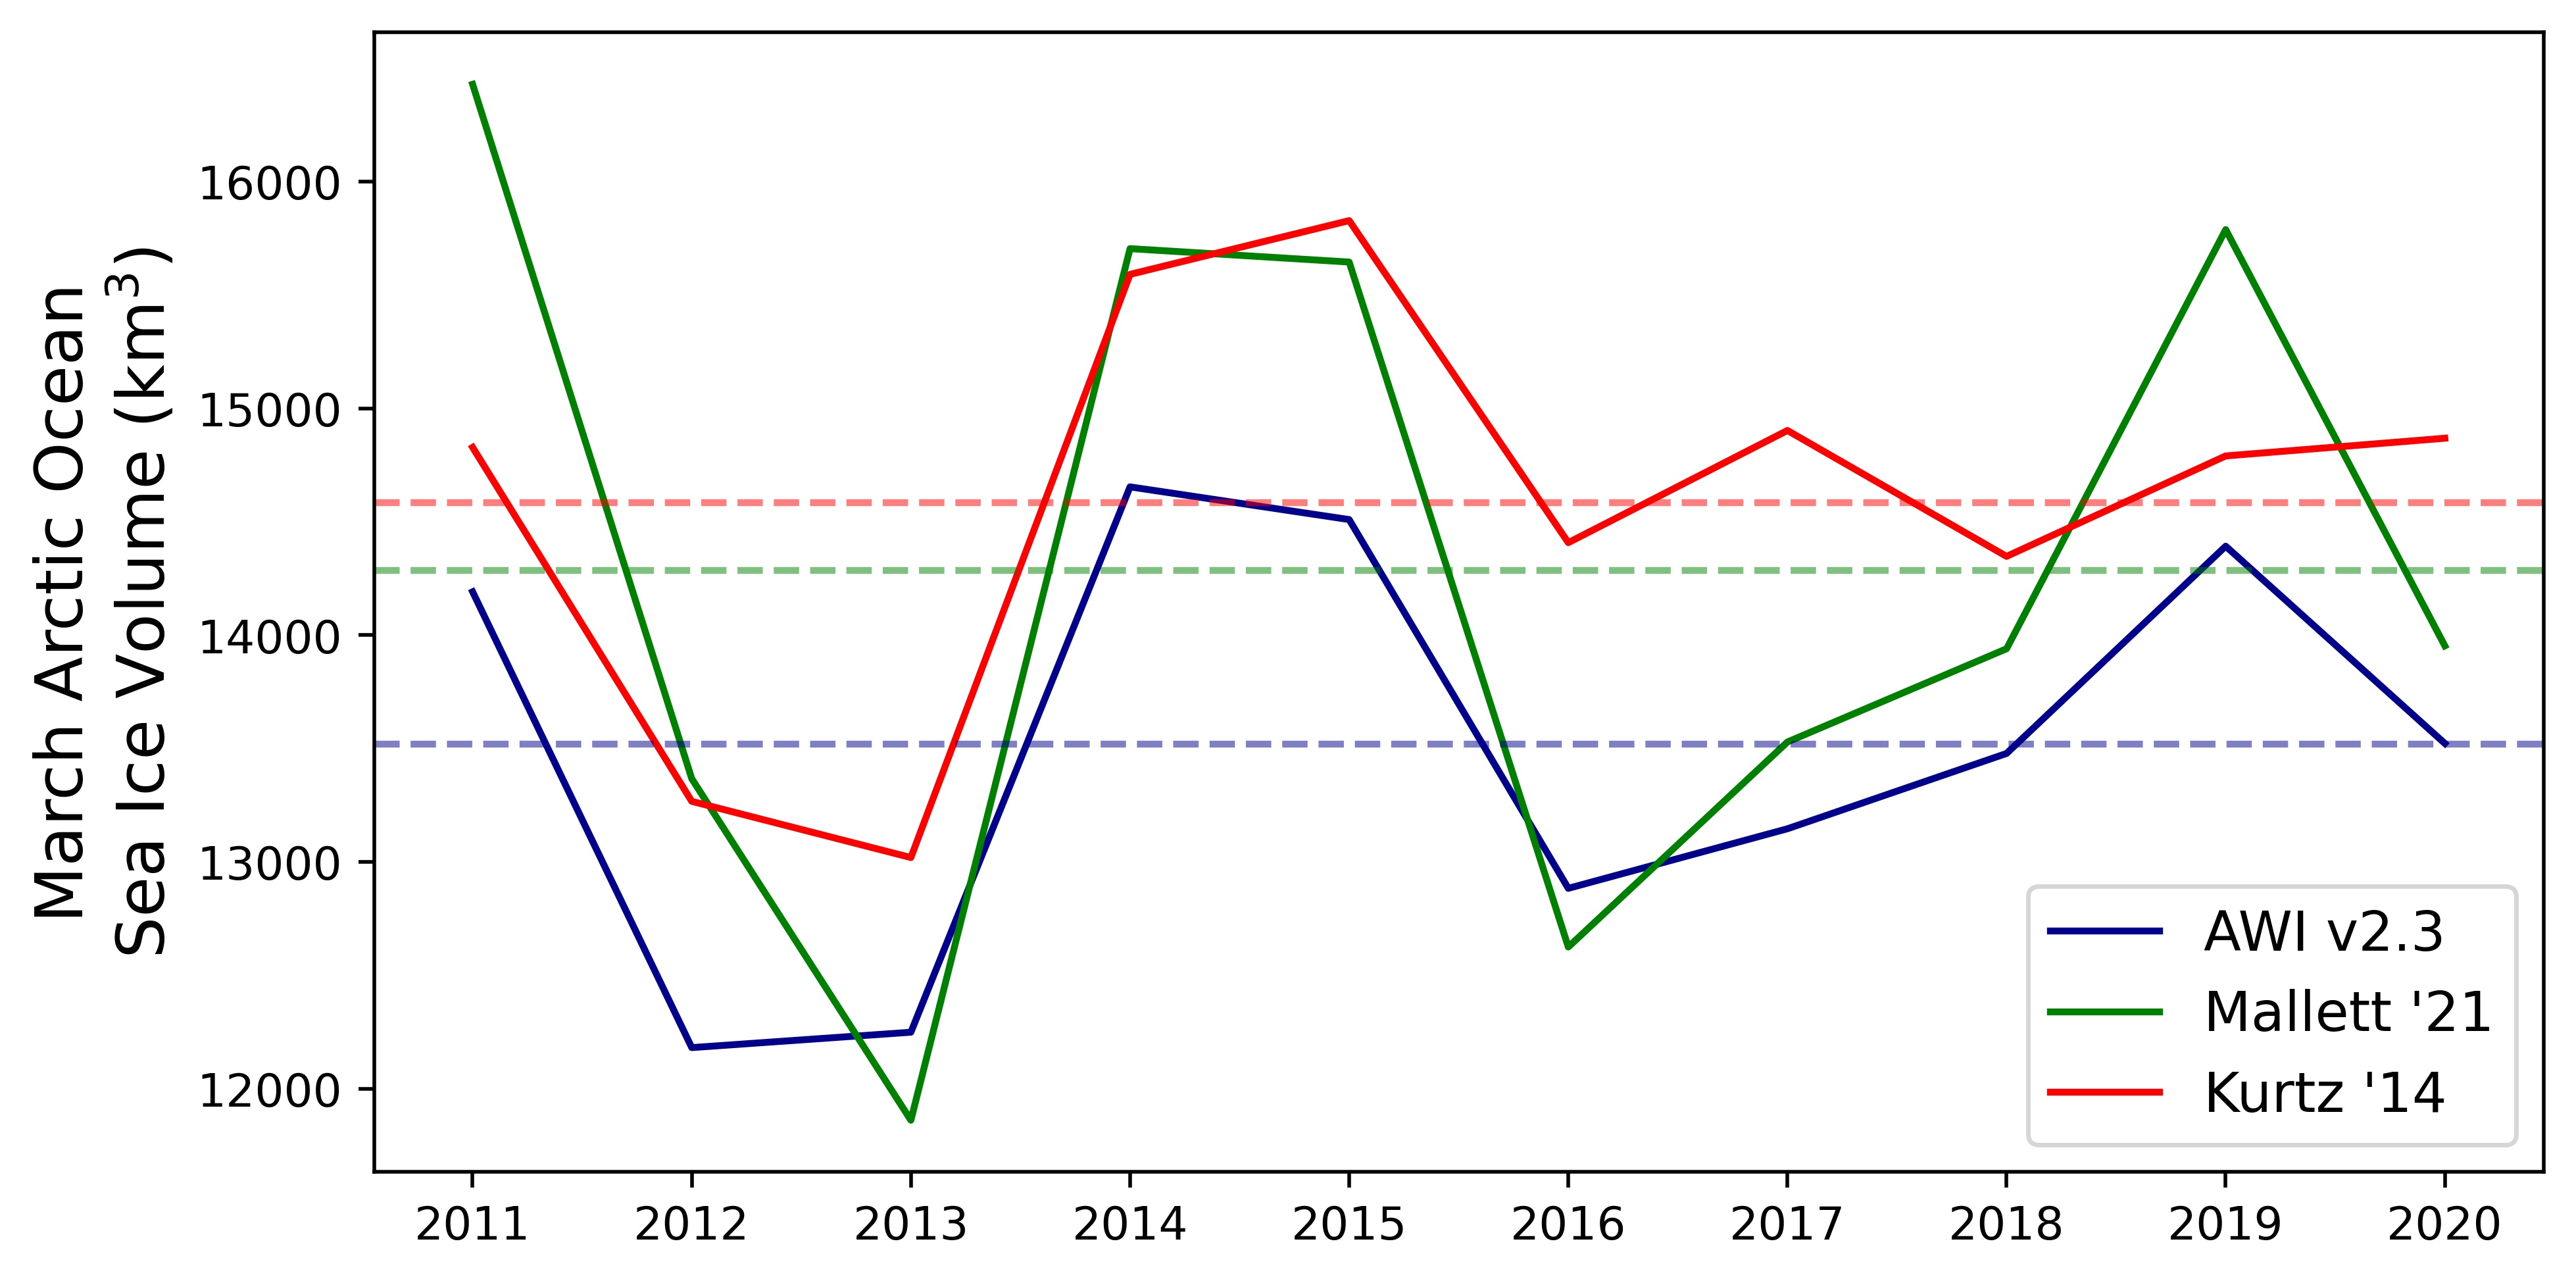 March Arctic Ocean
Sea Ice Volume (km³)
16000
15000
14000
13000
12000
2011 2012 2013 2014 2015 2016 2017 2018 2019 2020
AWI v2.3
Mallett '21
Kurtz '14